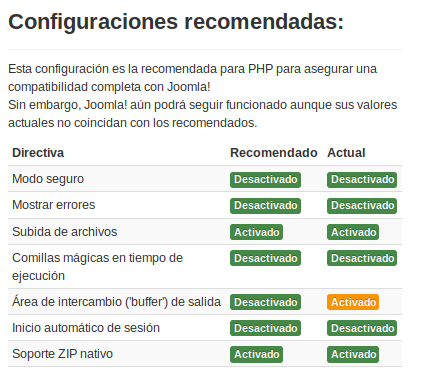 Configuraciones recomendadas:
Esta configuración es la recomendada para PHP para asegurar una
compatibilidad completa con Joomla!
Sin embargo, Joomla! aún podrá seguir funcionado aunque sus valores
actuales no coincidan con los recomendados.
Directiva Recomendado Actual
Modo seguro Desactivado Desactivado
Mostrar errores Desactivado Desactivado
Subida de archivos Activado Activado
Comillas mágicas en tiempo de Desactivado Desactivado
ejecución
Área de intercambio ('buffer') de salida Desactivado Activado
Inicio automático de sesión Desactivado Desactivado
Soporte ZIP nativo Activado Activado